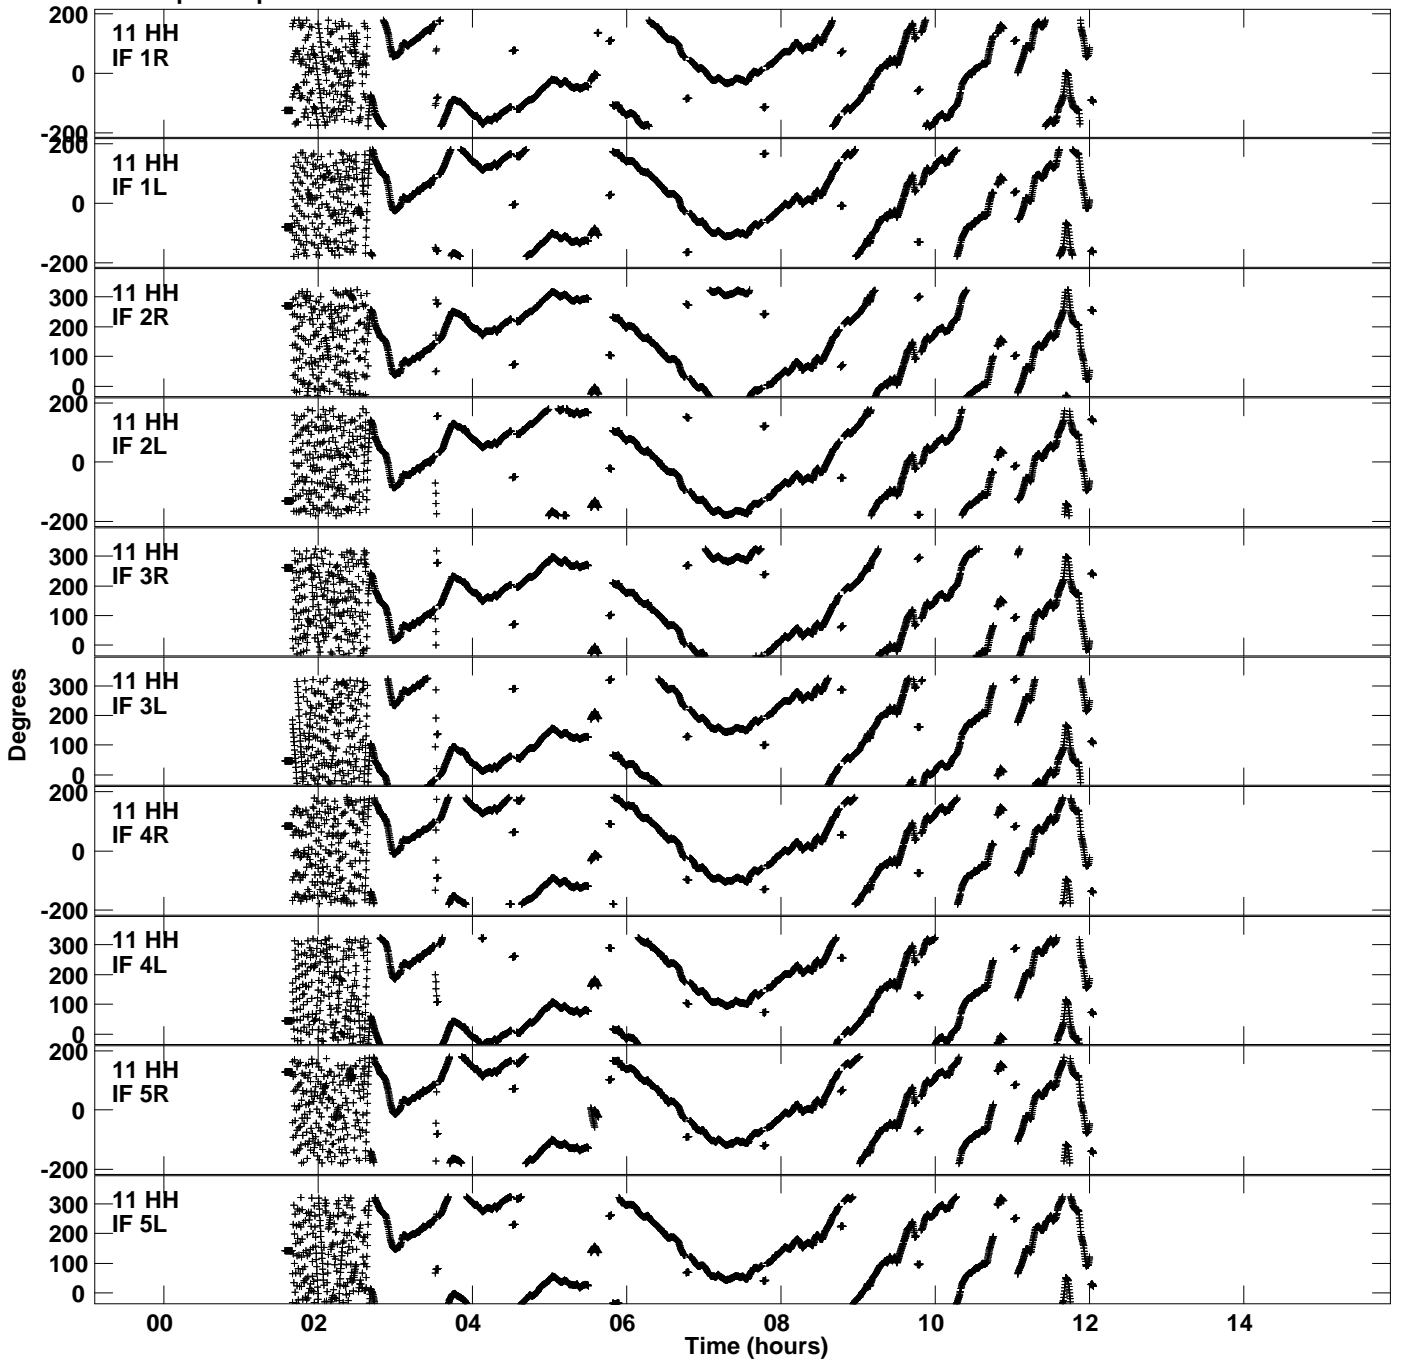 200
11 HH
IF 1R
0
-200
200
11 HH
IF 1L
0
-200
11 HH
300
IF 2R
200
100
0
200
11 HH
IF 2L
0
-200
11 HH
300
IF 3R
200
100
0
11 HH
300
IF 3L
200
100
0
200
11 HH
IF 4R
0
-200
11 HH
300
IF 4L
200
100
0
200
11 HH
IF 5R
0
-200
11 HH
300
IF 5L
200
100
0
Degrees
00 02 04 06 08 10 12 14
Time (hours)